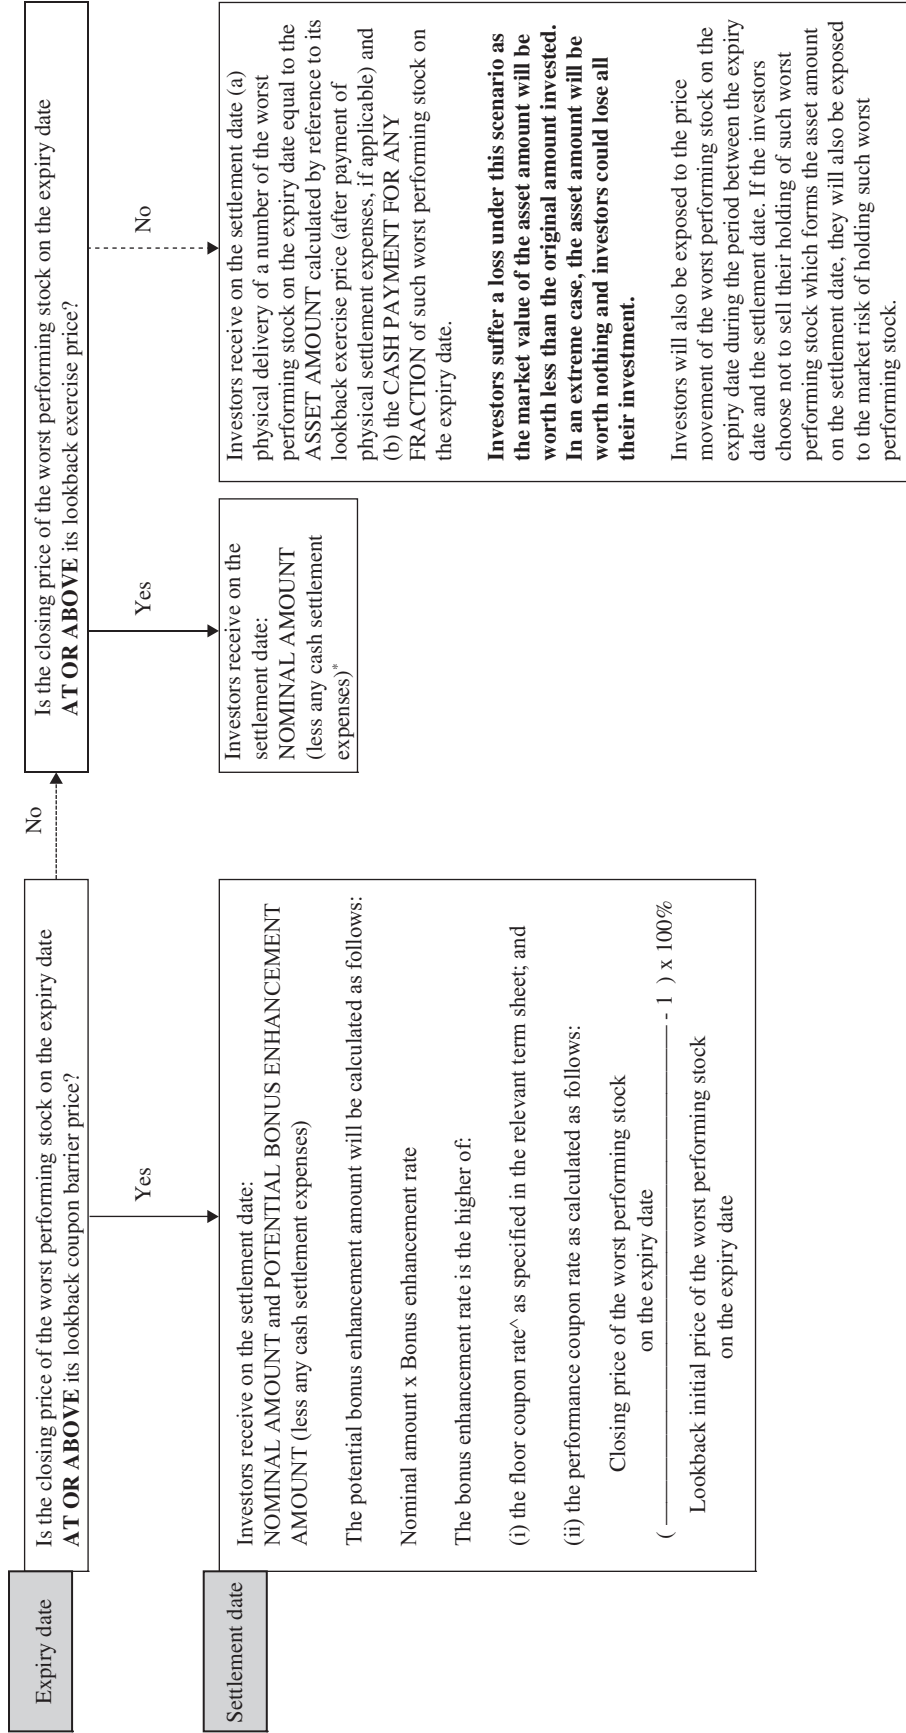 Expiry date
Is the closing price of the worst performing stock on the expiry date
AT OR ABOVE its lookback coupon barrier price?
No
Is the closing price of the worst performing stock on the expiry date
AT OR ABOVE its lookback exercise price?
Yes
Yes
No
Settlement date
Investors receive on the settlement date:
NOMINAL AMOUNT and POTENTIAL BONUS ENHANCEMENT
AMOUNT (less any cash settlement expenses)
The potential bonus enhancement amount will be calculated as follows:
Nominal amount x Bonus enhancement rate
The bonus enhancement rate is the higher of:
(i) the floor coupon rate^ as specified in the relevant term sheet; and
(ii) the performance coupon rate as calculated as follows:
Closing price of the worst performing stock
on the expiry date
( - 1 ) x 100%
Lookback initial price of the worst performing stock
on the expiry date
Investors receive on the
settlement date:
NOMINAL AMOUNT
(less any cash settlement
expenses)*
Investors receive on the settlement date (a)
physical delivery of a number of the worst
performing stock on the expiry date equal to the
ASSET AMOUNT calculated by reference to its
lookback exercise price (after payment of
physical settlement expenses, if applicable) and
(b) the CASH PAYMENT FOR ANY
FRACTION of such worst performing stock on
the expiry date.
Investors suffer a loss under this scenario as
the market value of the asset amount will be
worth less than the original amount invested.
In an extreme case, the asset amount will be
worth nothing and investors could lose all
their investment.
Investors will also be exposed to the price
movement of the worst performing stock on the
expiry date during the period between the expiry
date and the settlement date. If the investors
choose not to sell their holding of such worst
performing stock which forms the asset amount
on the settlement date, they will also be exposed
to the market risk of holding such worst
performing stock.